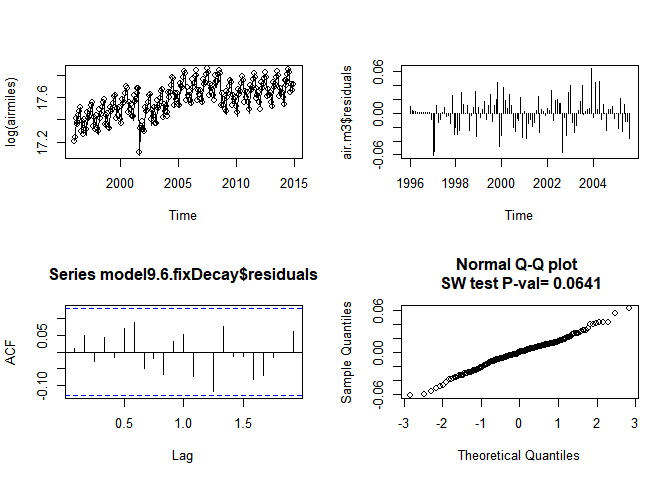 log(airmiles)
17.6
17.2
2000
2005
2010
2015
Time
air.m3$residuals
0.06
0.00
-0.06
1996
1998
2000
2002
2004
Time
Series model9.6.fixDecay$residuals
ACF
0.05
-0.10
0.5
1.0
1.5
Lag
Normal Q-Q plot
SW test P-val= 0.0641
Sample Quantiles
0.06
0.00
-0.06
-3
-2
-1
0
1
2
3
Theoretical Quantiles